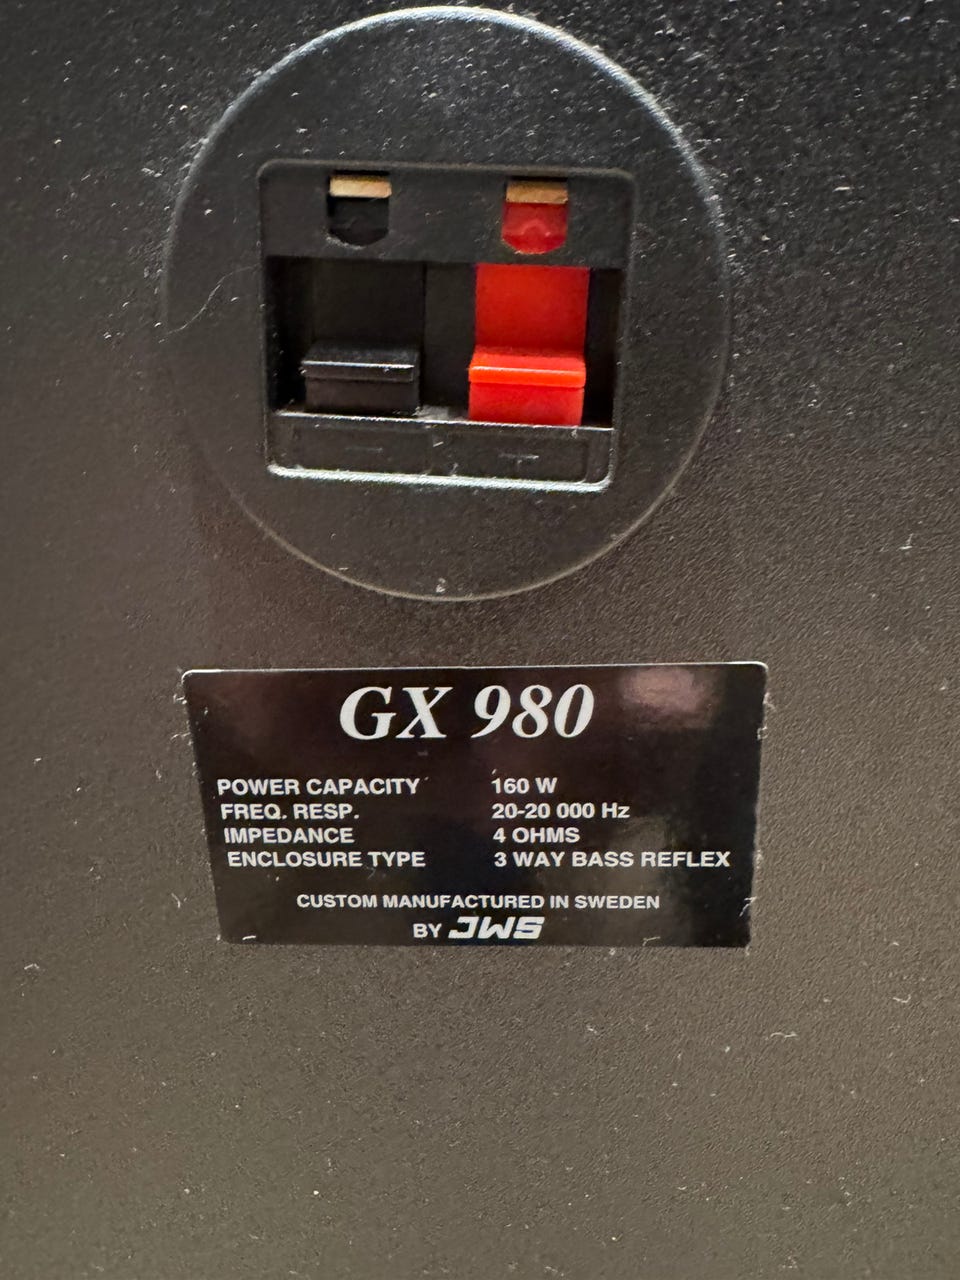 GX 980
POWER CAPACITY 160 W
FREQ. RESP. 20-20 000 Hz
IMPEDANCE 4 OHMS
ENCLOSURE TYPE 3 WAY BASS REFLEX
CUSTOM MANUFACTURED IN SWEDEN
BY JWS